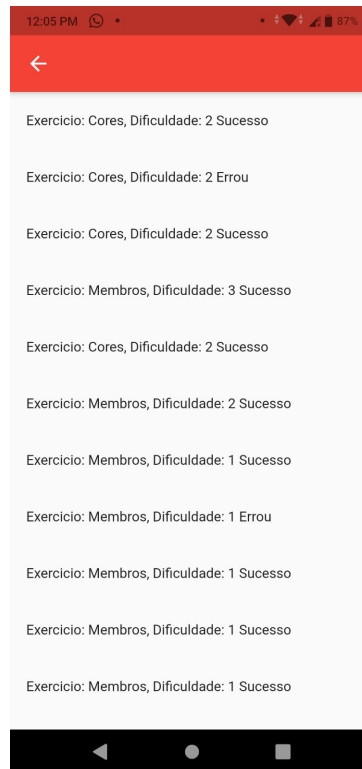 12:05 PM 87%
Exercicio: Cores, Dificuldade: 2 Sucesso
Exercicio: Cores, Dificuldade: 2 Errou
Exercicio: Cores, Dificuldade: 2 Sucesso
Exercicio: Membros, Dificuldade: 3 Sucesso
Exercicio: Cores, Dificuldade: 2 Sucesso
Exercicio: Membros, Dificuldade: 2 Sucesso
Exercicio: Membros, Dificuldade: 1 Sucesso
Exercicio: Membros, Dificuldade: 1 Errou
Exercicio: Membros, Dificuldade: 1 Sucesso
Exercicio: Membros, Dificuldade: 1 Sucesso
Exercicio: Membros, Dificuldade: 1 Sucesso